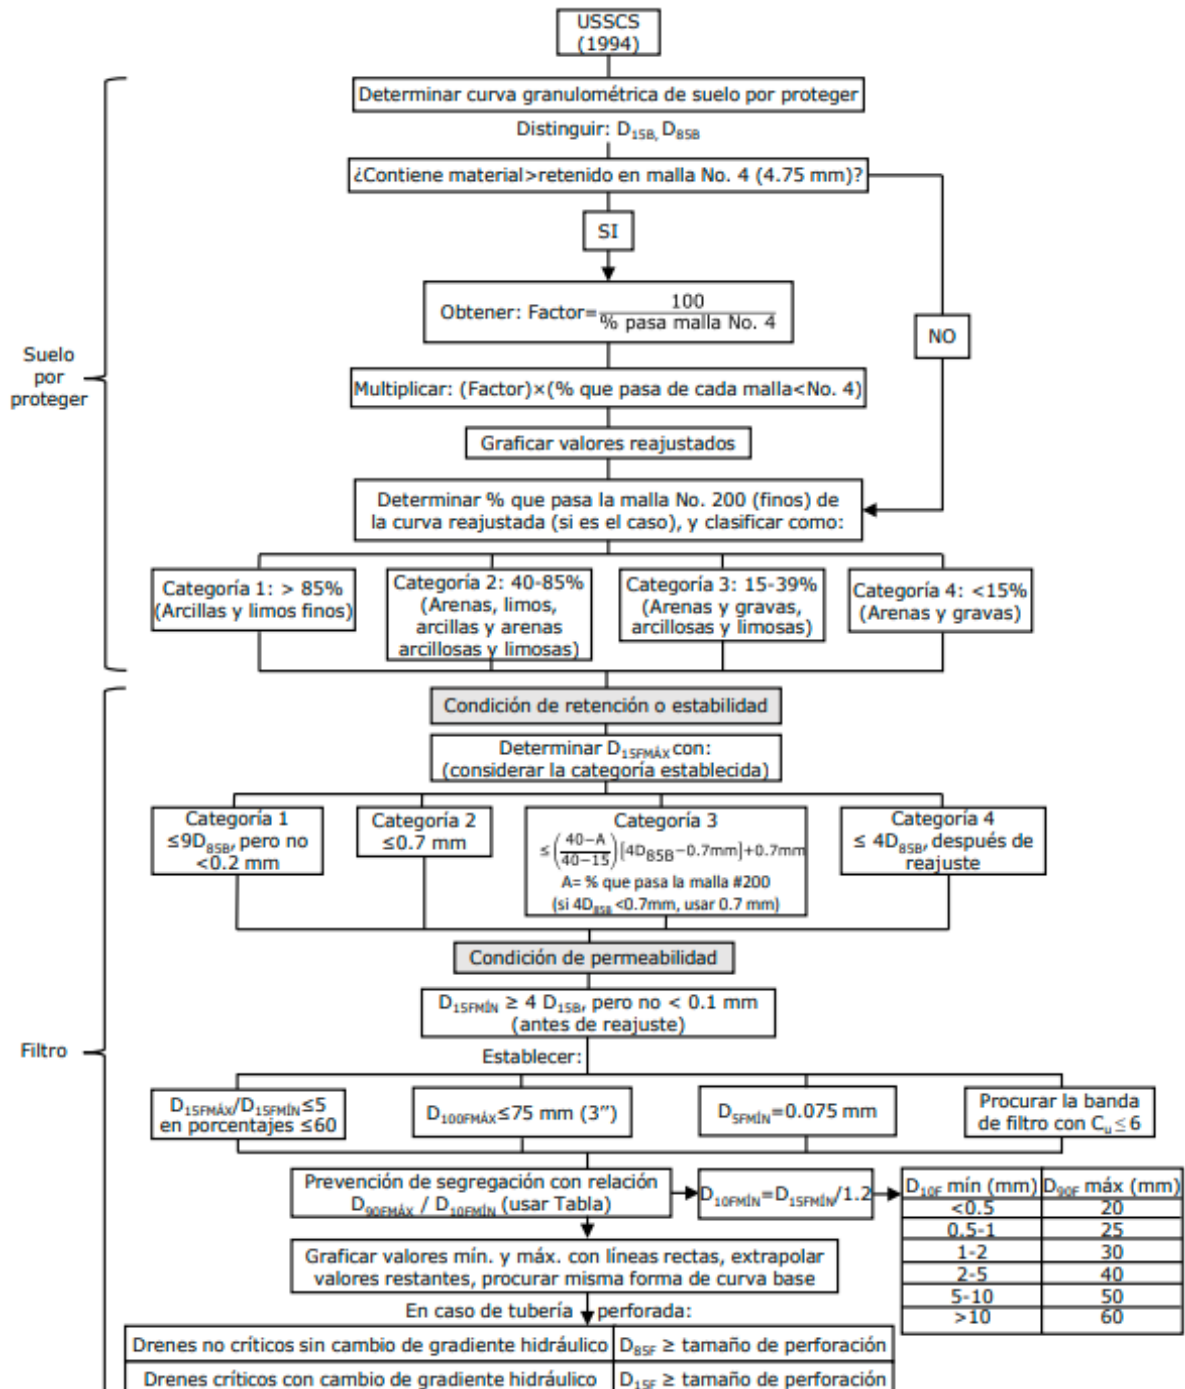 USSCS
(1994)
Determinar curva granulométrica de suelo por proteger
Distinguir: D15B, D85B
¿Contiene material>retenido en malla No. 4 (4.75 mm)?
SI
NO
Obtener: Factor=100/% pasa malla No. 4
Multiplicar: (Factor)×(% que pasa de cada malla<No. 4)
Graficar valores reajustados
Suelo
por
proteger
Determinar % que pasa la malla No. 200 (finos) de
la curva reajustada (si es el caso), y clasificar como:
Categoría 1: > 85%
(Arcillas y limos finos)
Categoría 2: 40-85%
(Arenas, limos,
arcillas y arenas
arcillosas y limosas)
Categoría 3: 15-39%
(Arenas y gravas,
arcillosas y limosas)
Categoría 4: <15%
(Arenas y gravas)
Condición de retención o estabilidad
Determinar D15FMÁX con:
(considerar la categoría establecida)
Categoría 1
≤9D85B, pero no
<0.2 mm
Categoría 2
≤0.7 mm
Categoría 3
≤(40−A/40−15)[4D85B−0.7mm]+0.7mm
A= % que pasa la malla #200
(si 4D85B <0.7mm, usar 0.7 mm)
Categoría 4
≤ 4D85B, después de
reajuste
Condición de permeabilidad
D15FMÍN ≥ 4 D15B, pero no < 0.1 mm
(antes de reajuste)
Filtro
Establecer:
D15FMÁX/D15FMÍN≤5
en porcentajes ≤60
D100FMÁX≤75 mm (3")
D5FMÍN=0.075 mm
Procurar la banda
de filtro con Cu ≤ 6
Prevención de segregación con relación
D90FMÁX / D10FMÍN (usar Tabla)
D10FMÍN=D15FMÍN/1.2
D10F mín (mm) D90F máx (mm)
<0.5 20
0.5-1 25
1-2 30
2-5 40
5-10 50
>10 60
Graficar valores mín. y máx. con líneas rectas, extrapolar
valores restantes, procurar misma forma de curva base
En caso de tubería perforada:
Drenes no críticos sin cambio de gradiente hidráulico D85F ≥ tamaño de perforación
Drenes críticos con cambio de gradiente hidráulico D15F ≥ tamaño de perforación